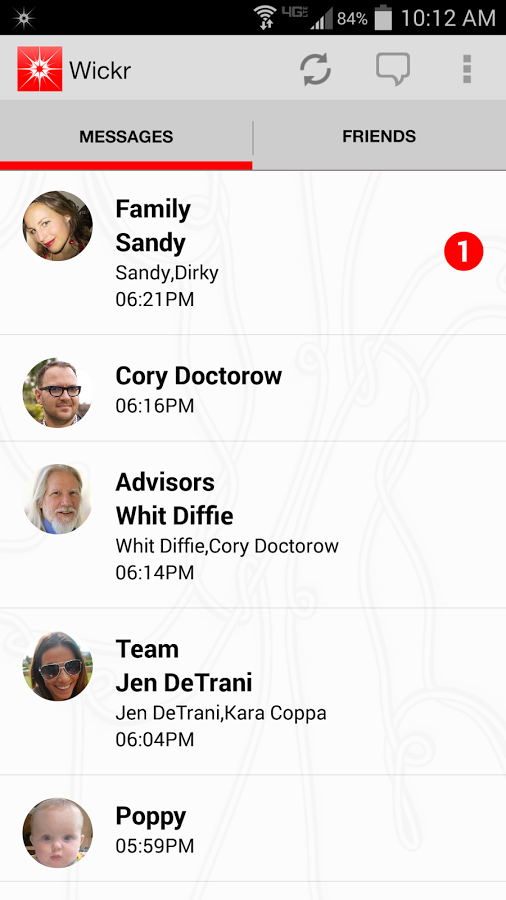 4G LTE 84% 10:12 AM
Wickr
MESSAGES FRIENDS
Family
Sandy
1
Sandy,Dirky
06:21PM
Cory Doctorow
06:16PM
Advisors
Whit Diffie
Whit Diffie,Cory Doctorow
06:14PM
Team
Jen DeTrani
Jen DeTrani,Kara Coppa
06:04PM
Poppy
05:59PM